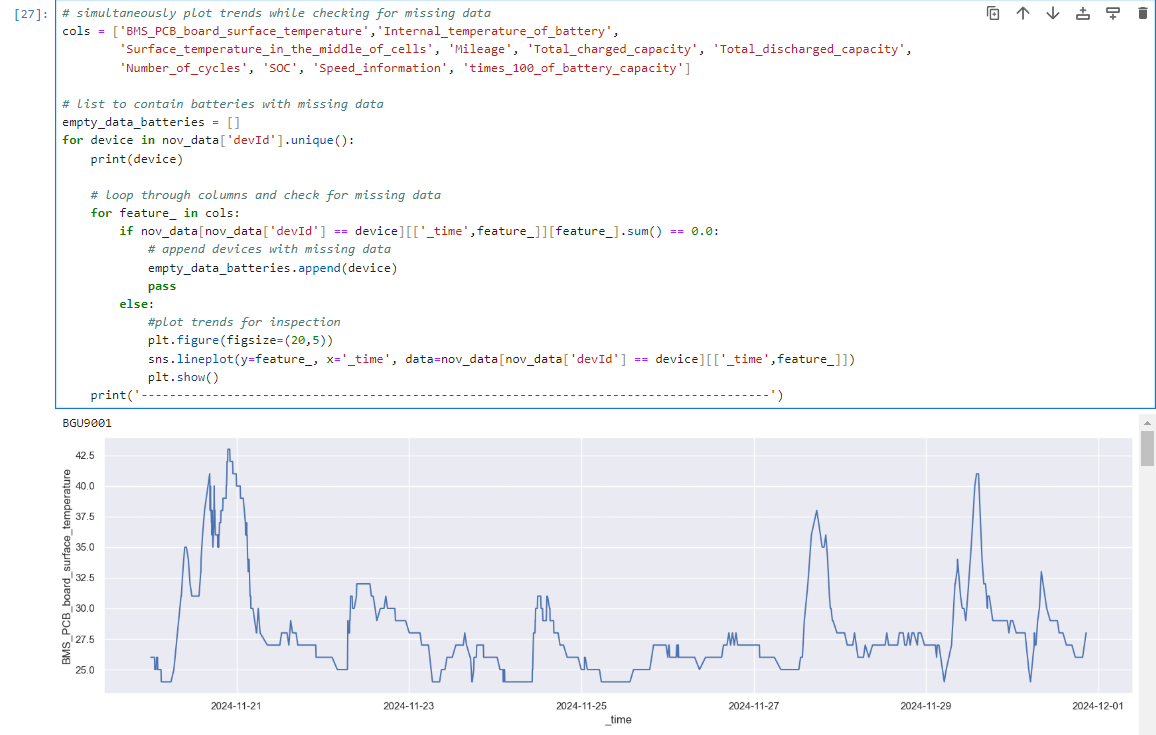 [27]:
# simultaneously plot trends while checking for missing data
cols = ['BMS_PCB_board_surface_temperature','Internal_temperature_of_battery',
'Surface_temperature_in_the_middle_of_cells', 'Mileage', 'Total_charged_capacity', 'Total_discharged_capacity',
'Number_of_cycles', 'SOC', 'Speed_information', 'times_100_of_battery_capacity']
# list to contain batteries with missing data
empty_data_batteries = []
for device in nov_data['devId'].unique():
print(device)
# loop through columns and check for missing data
for feature_ in cols:
if nov_data[nov_data['devId'] == device][['_time',feature_]][feature_].sum() == 0.0:
# append devices with missing data
empty_data_batteries.append(device)
pass
else:
#plot trends for inspection
plt.figure(figsize=(20,5))
sns.lineplot(y=feature_, x='_time', data=nov_data[nov_data['devId'] == device][['_time',feature_]])
plt.show()
print('----------------------------------------------------------------------------------------')
BGU9001
BMS_PCB_board_surface_temperature
42.5
40.0
37.5
35.0
32.5
30.0
27.5
25.0
2024-11-21
2024-11-23
2024-11-25
2024-11-27
2024-11-29
2024-12-01
_time